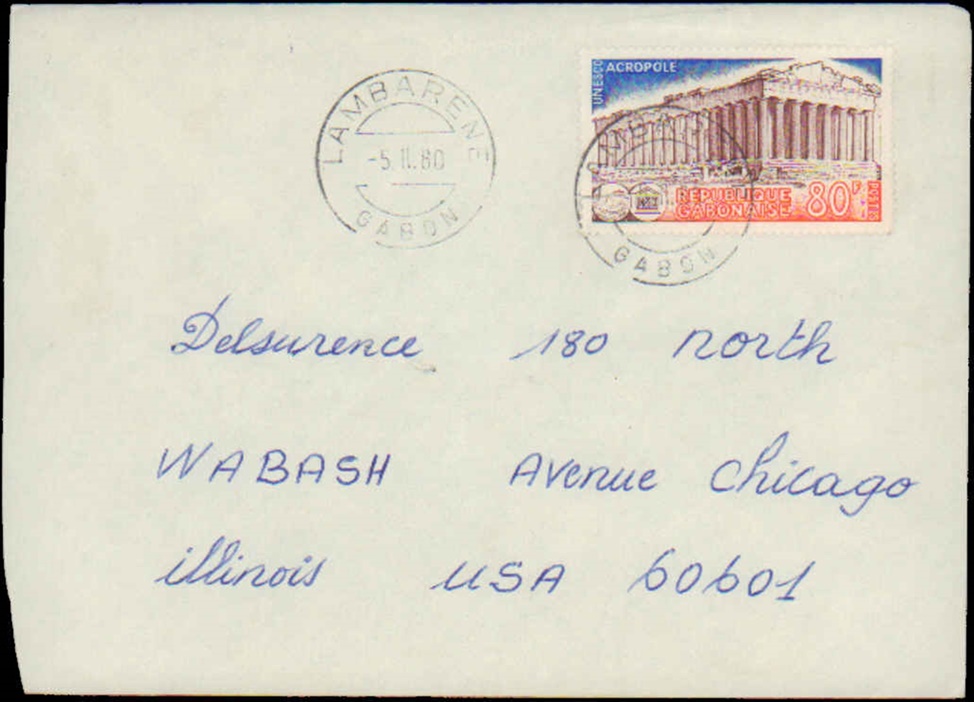 LAMBARENE
-5.II.80
GABON
UNESCO
ACROPOLE
REPUBLIQUE
GABONAISE
80F
POSTES
GABON
Delsurence 180 north
WABASH Avenue Chicago
illinois USA 60601